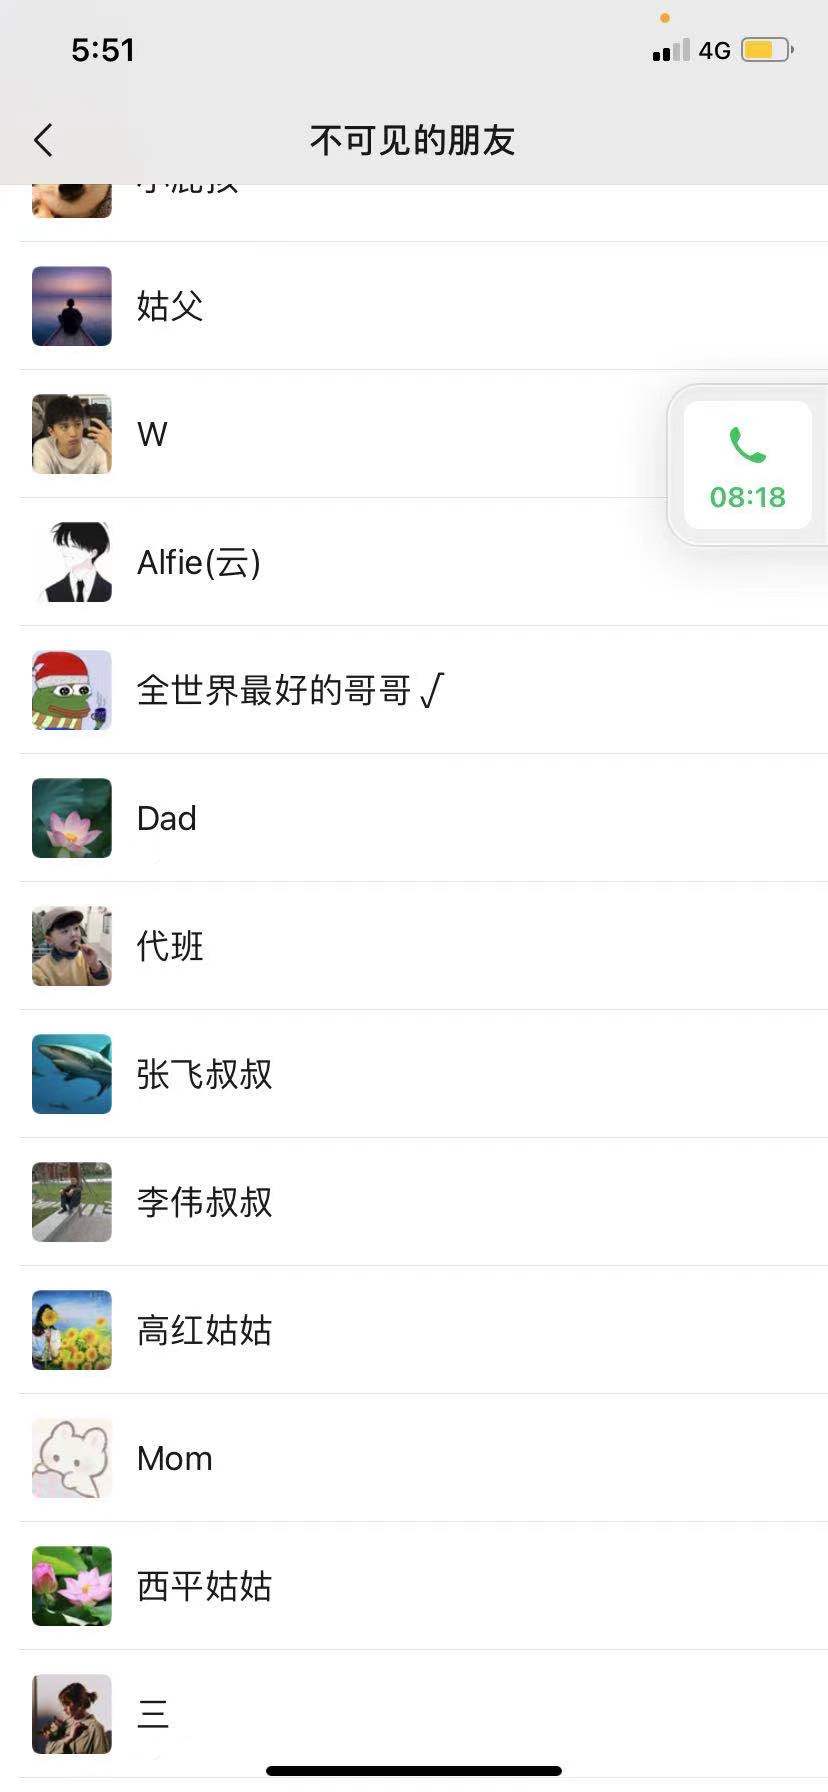 5:51
4G
不可见的朋友
姑父
W
08:18
Alfie(云)
全世界最好的哥哥√
Dad
代班
张飞叔叔
李伟叔叔
高红姑姑
Mom
西平姑姑
三